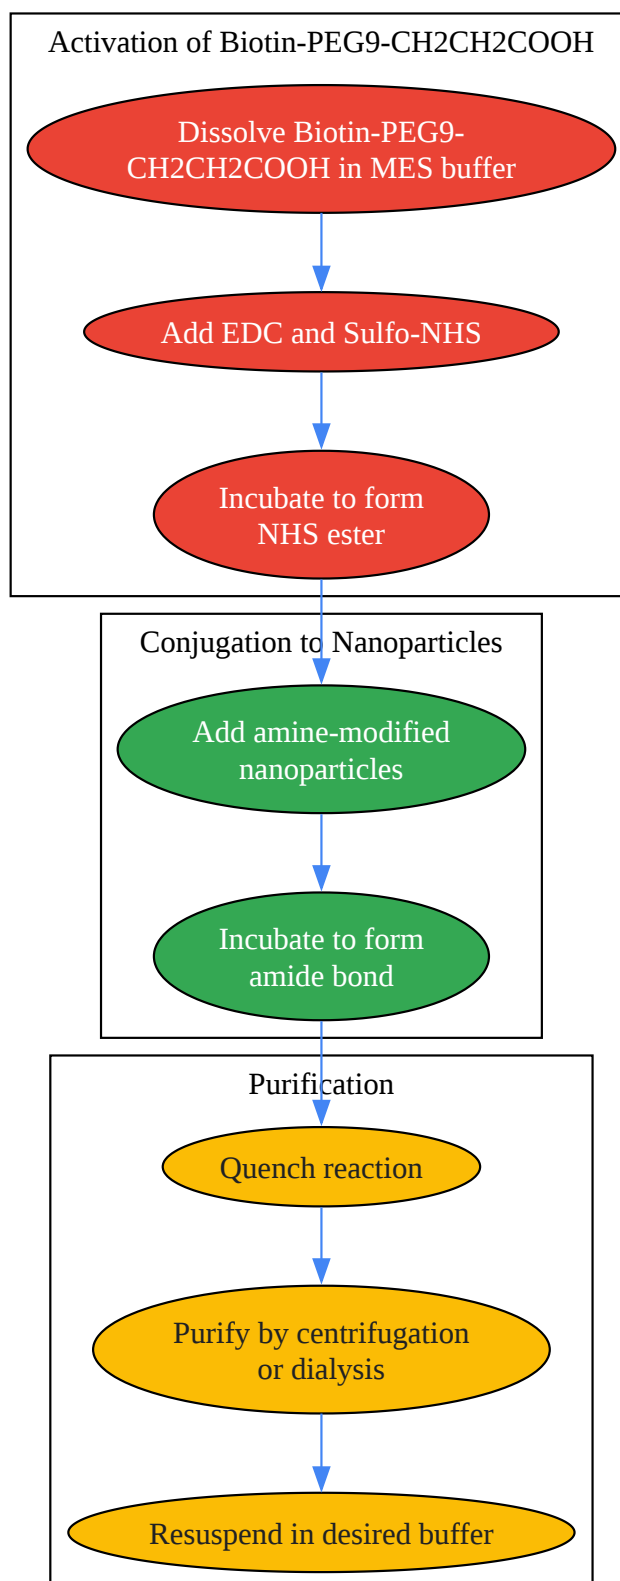 Activation of Biotin-PEG9-CH2CH2COOH
Dissolve Biotin-PEG9-
CH2CH2COOH in MES buffer
Add EDC and Sulfo-NHS
Incubate to form
NHS ester
Conjugation to Nanoparticles
Add amine-modified
nanoparticles
Incubate to form
amide bond
Purification
Quench reaction
Purify by centrifugation
or dialysis
Resuspend in desired buffer